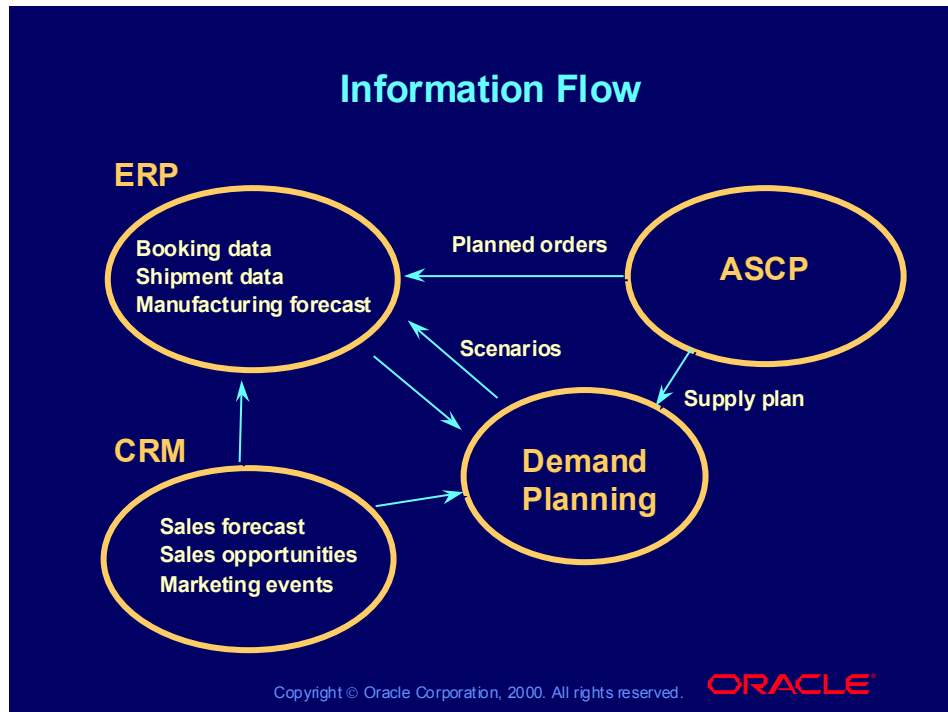 Information Flow
ERP
Booking data
Shipment data
Manufacturing forecast
Planned orders
ASCP
Scenarios
Supply plan
CRM
Sales forecast
Sales opportunities
Marketing events
Demand
Planning
Copyright © Oracle Corporation, 2000. All rights reserved.
ORACLE®